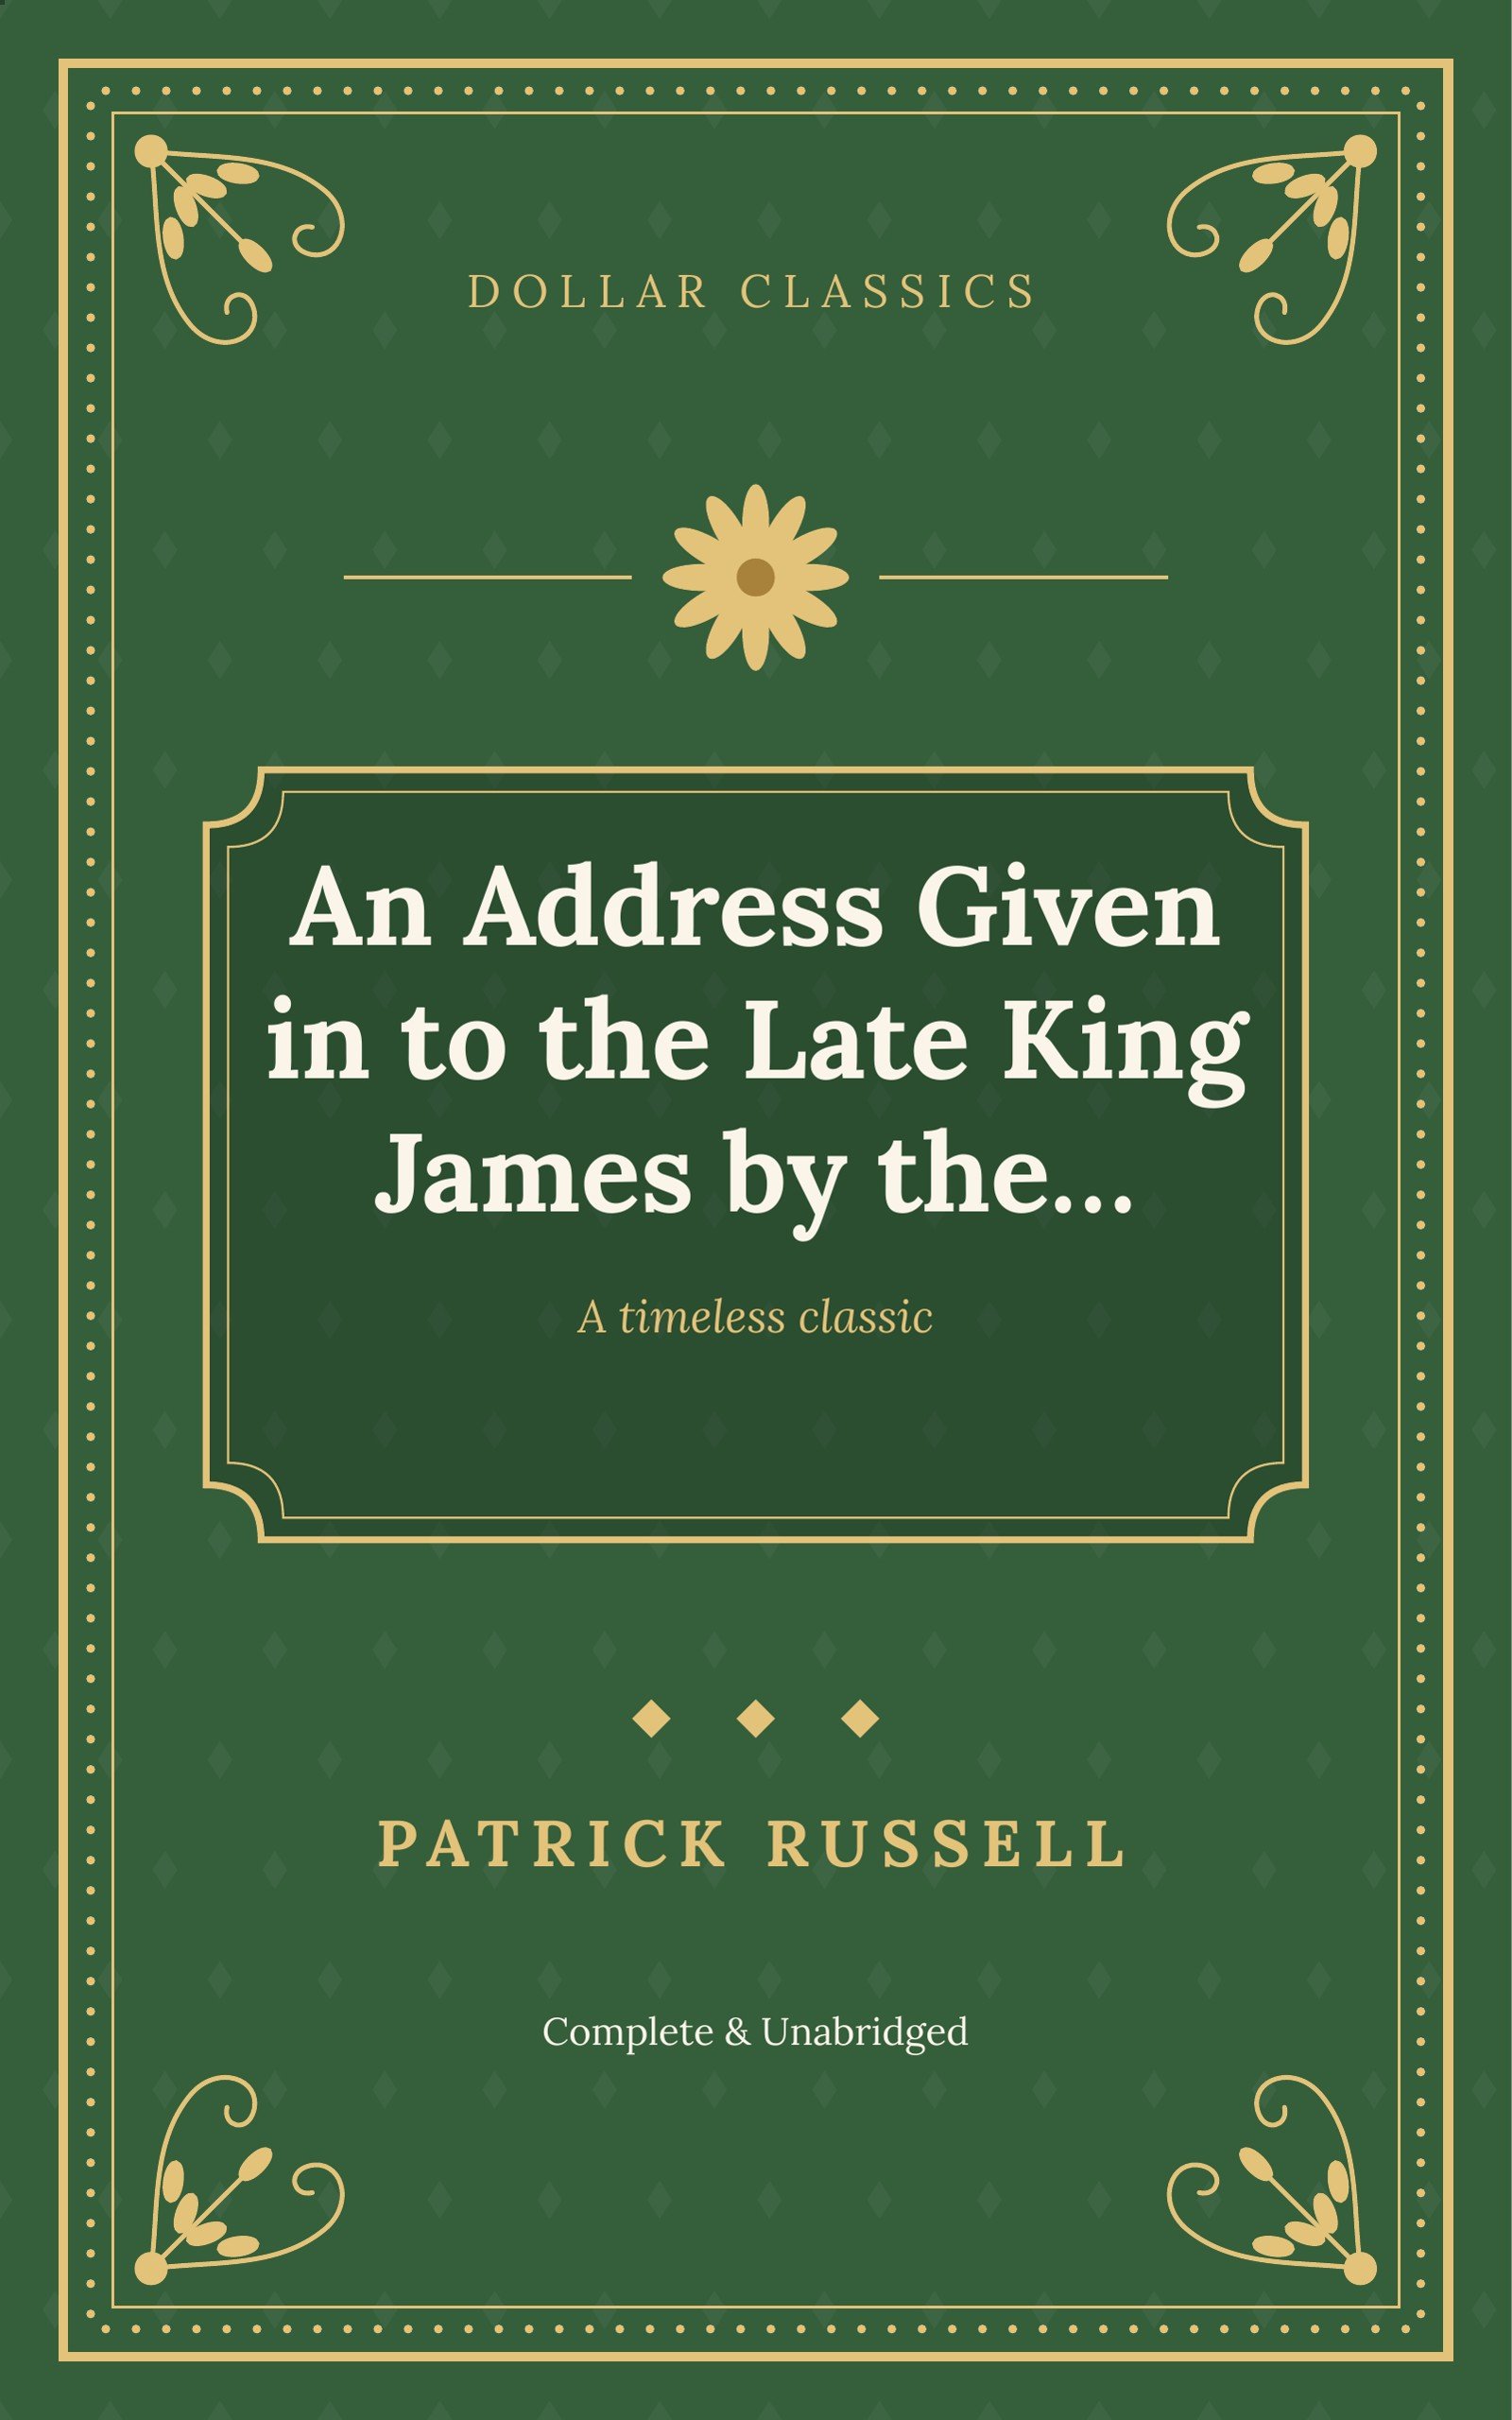 DOLLAR CLASSICS
An Address Given
in to the Late King
James by the...
A timeless classic
PATRICK RUSSELL
Complete & Unabridged